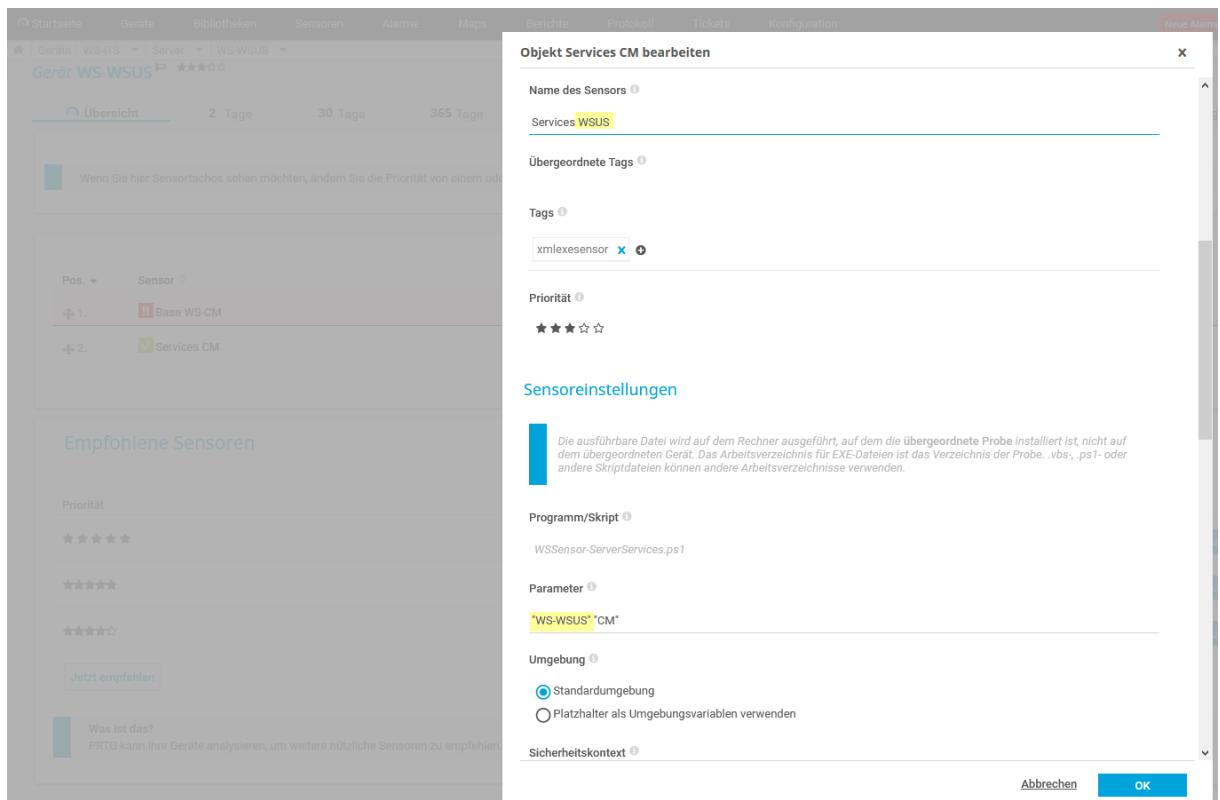 Startseite Geräte Bibliotheken Sensoren Alarme Maps Berichte Protokoll Tickets Konfiguration Neue Alarme
Geräte WS-ITS Server WS-WSUS
Gerät WS-WSUS
Übersicht 2 Tage 30 Tage 365 Tage
Wenn Sie hier Sensortachos sehen möchten, ändern Sie die Priorität von einem ode
Pos. Sensor
1. Base WS-CM
2. Services CM
Empfohlene Sensoren
Priorität
Jetzt empfehlen
Was ist das?
PRTG kann Ihre Geräte analysieren, um weitere nützliche Sensoren zu empfehlen.
Objekt Services CM bearbeiten
Name des Sensors
Services WSUS
Übergeordnete Tags
Tags
xmlexesensor
Priorität
Sensoreinstellungen
Die ausführbare Datei wird auf dem Rechner ausgeführt, auf dem die übergeordnete Probe installiert ist, nicht auf
dem übergeordneten Gerät. Das Arbeitsverzeichnis für EXE-Dateien ist das Verzeichnis der Probe. .vbs-, .ps1- oder
andere Skriptdateien können andere Arbeitsverzeichnisse verwenden.
Programm/Skript
WSSensor-ServerServices.ps1
Parameter
"WS-WSUS" "CM"
Umgebung
Standardumgebung
Platzhalter als Umgebungsvariablen verwenden
Sicherheitskontext
Abbrechen OK